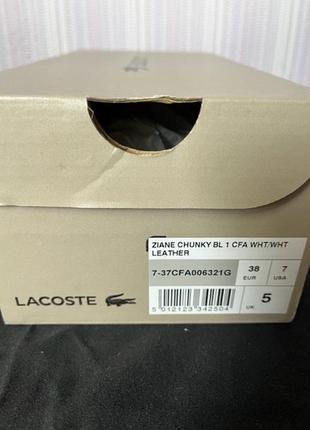 ZIANE CHUNKY BL 1 CFA WHT/WHT
LEATHER
7-37CFA006321G
38 7
EUR USA
5
UK
5 012123 342504
LACOSTE